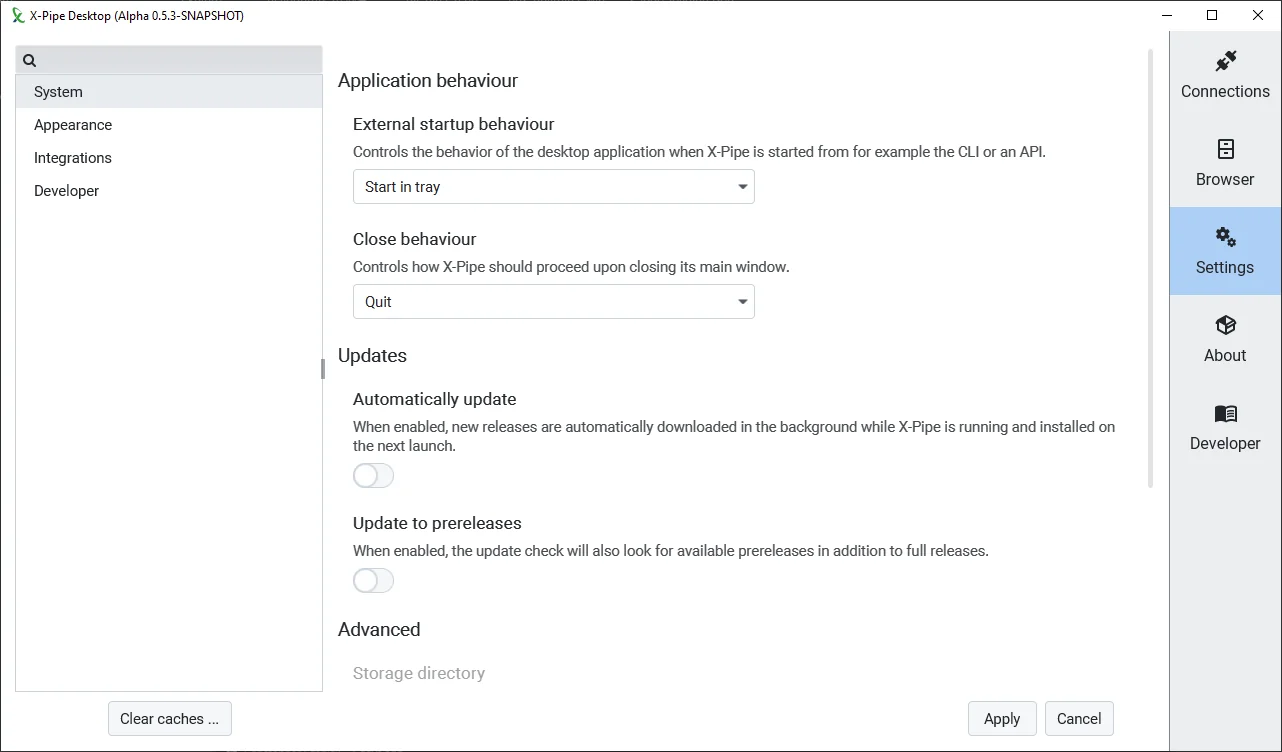 X-Pipe Desktop (Alpha 0.5.3-SNAPSHOT)
System
Appearance
Integrations
Developer
Clear caches ...
Application behaviour
External startup behaviour
Controls the behavior of the desktop application when X-Pipe is started from for example the CLI or an API.
Start in tray
Close behaviour
Controls how X-Pipe should proceed upon closing its main window.
Quit
Updates
Automatically update
When enabled, new releases are automatically downloaded in the background while X-Pipe is running and installed on
the next launch.
Update to prereleases
When enabled, the update check will also look for available prereleases in addition to full releases.
Advanced
Storage directory
Apply
Cancel
Connections
Browser
Settings
About
Developer